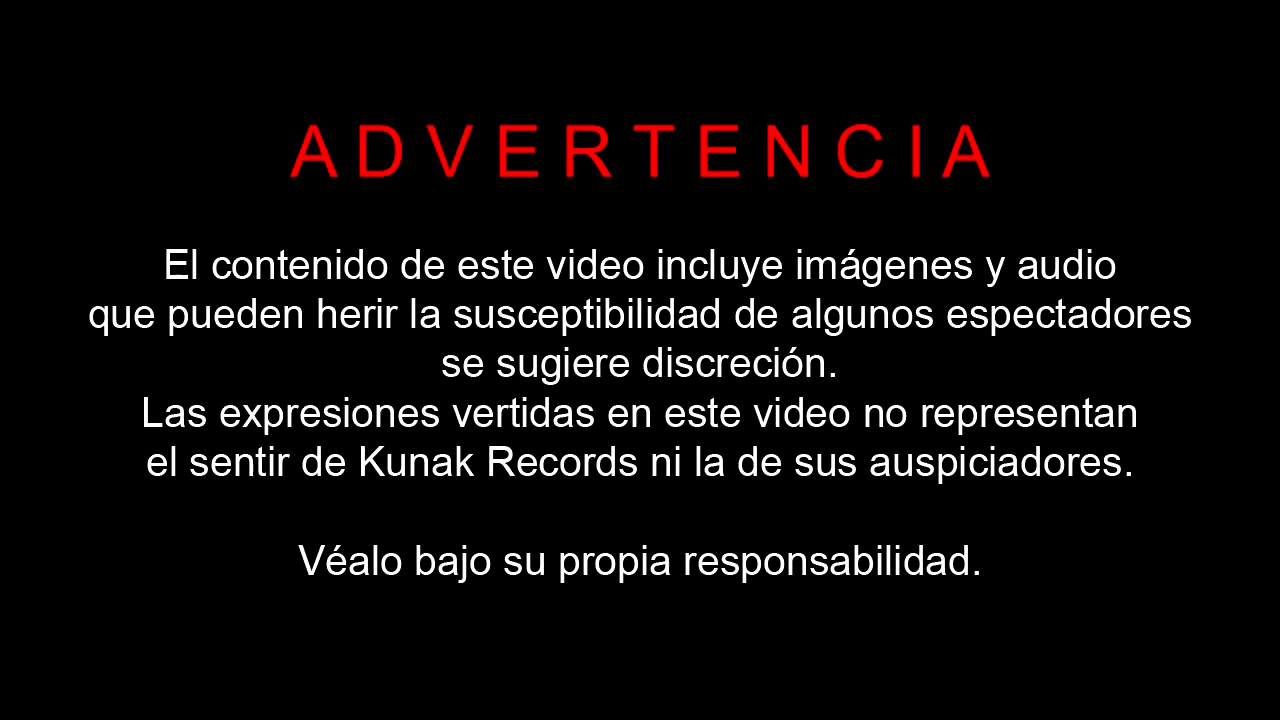 A D V E R T E N C I A
El contenido de este video incluye imágenes y audio
que pueden herir la susceptibilidad de algunos espectadores
se sugiere discreción.
Las expresiones vertidas en este video no representan
el sentir de Kunak Records ni la de sus auspiciadores.
Véalo bajo su propia responsabilidad.